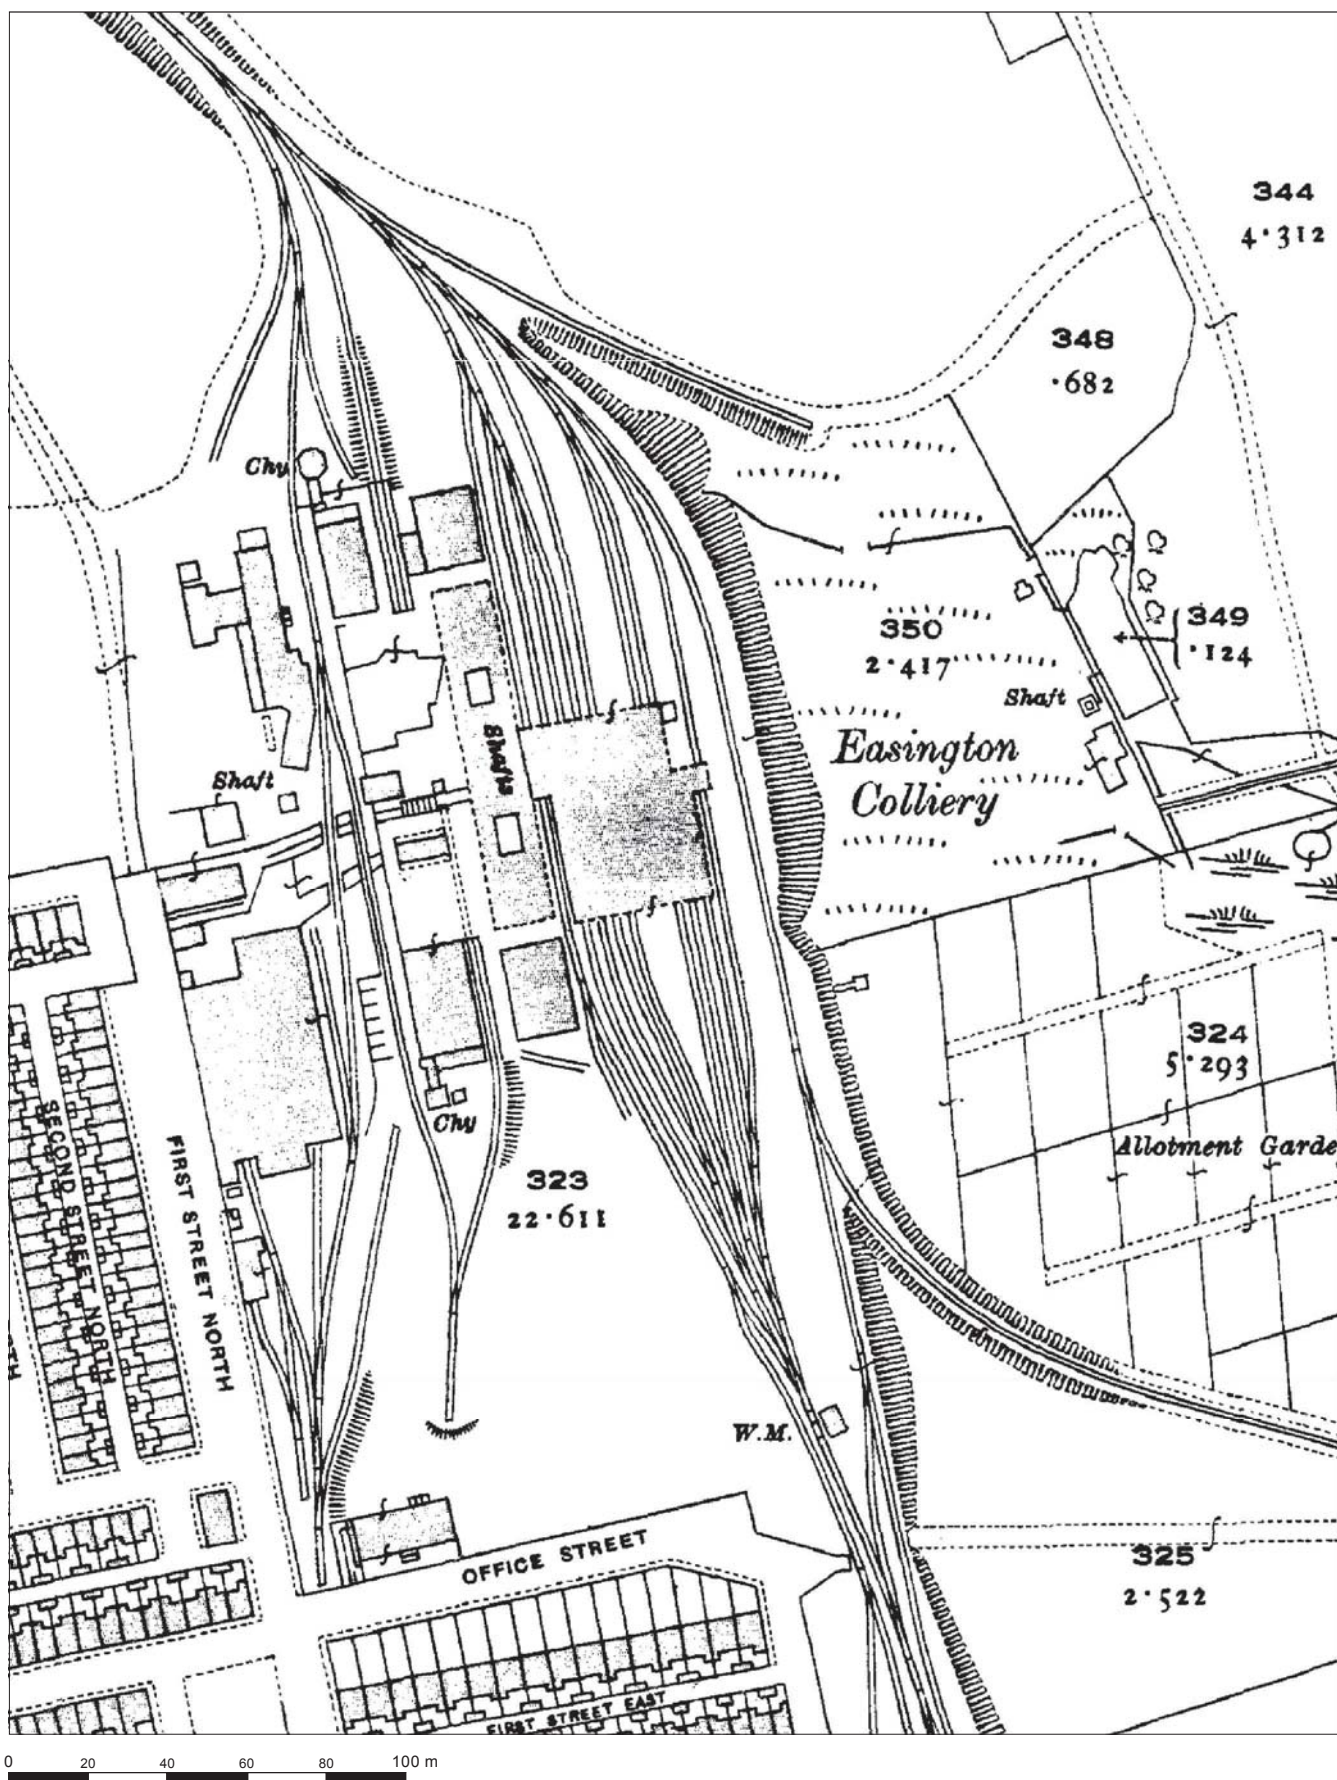 344
4·312
348
·682
Chy
349
·124
350
2·417
Shaft
Shafts
Easington
Colliery
Shaft
324
5·293
Allotment Garde
SECOND STREET NORTH
FIRST STREET NORTH
Chy
323
22·611
TH
W.M.
OFFICE STREET
325
2·522
FIRST STREET EAST
0 20 40 60 80 100 m